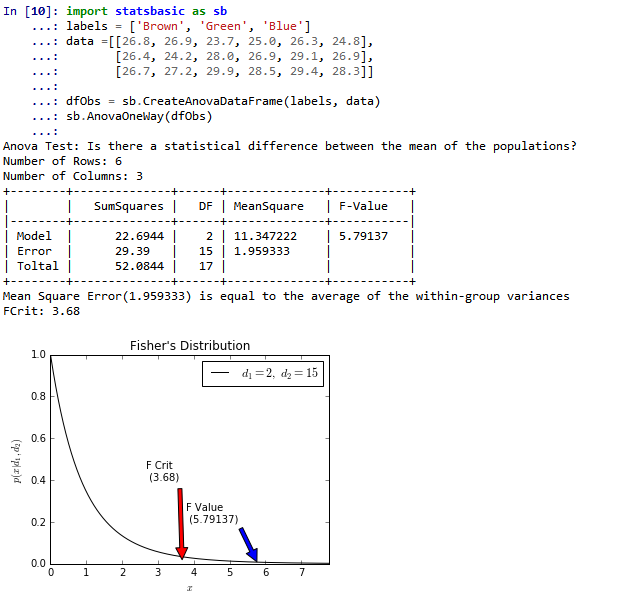 In [10]: import statsbasic as sb
...: labels = ['Brown', 'Green', 'Blue']
...: data =[[26.8, 26.9, 23.7, 25.0, 26.3, 24.8],
...: [26.4, 24.2, 28.0, 26.9, 29.1, 26.9],
...: [26.7, 27.2, 29.9, 28.5, 29.4, 28.3]]
...:
...: dfObs = sb.CreateAnovaDataFrame(labels, data)
...: sb.AnovaOneWay(dfObs)
...:
Anova Test: Is there a statistical difference between the mean of the populations?
Number of Rows: 6
Number of Columns: 3
+--------+--------------+------+--------------+-----------+
|        |   SumSquares |   DF | MeanSquare   | F-Value   |
|--------+--------------+------+--------------+-----------|
| Model  |      22.6944 |    2 | 11.347222    | 5.79137   |
| Error  |      29.39   |   15 | 1.959333     |           |
| Toltal |      52.0844 |   17 |              |           |
+--------+--------------+------+--------------+-----------+
Mean Square Error(1.959333) is equal to the average of the within-group variances
FCrit: 3.68
Fisher's Distribution
d₁=2, d₂=15
1.0
0.8
0.6
0.4
0.2
0.0
p(x|d₁,d₂)
F Crit
(3.68)
F Value
(5.79137)
0 1 2 3 4 5 6 7
x